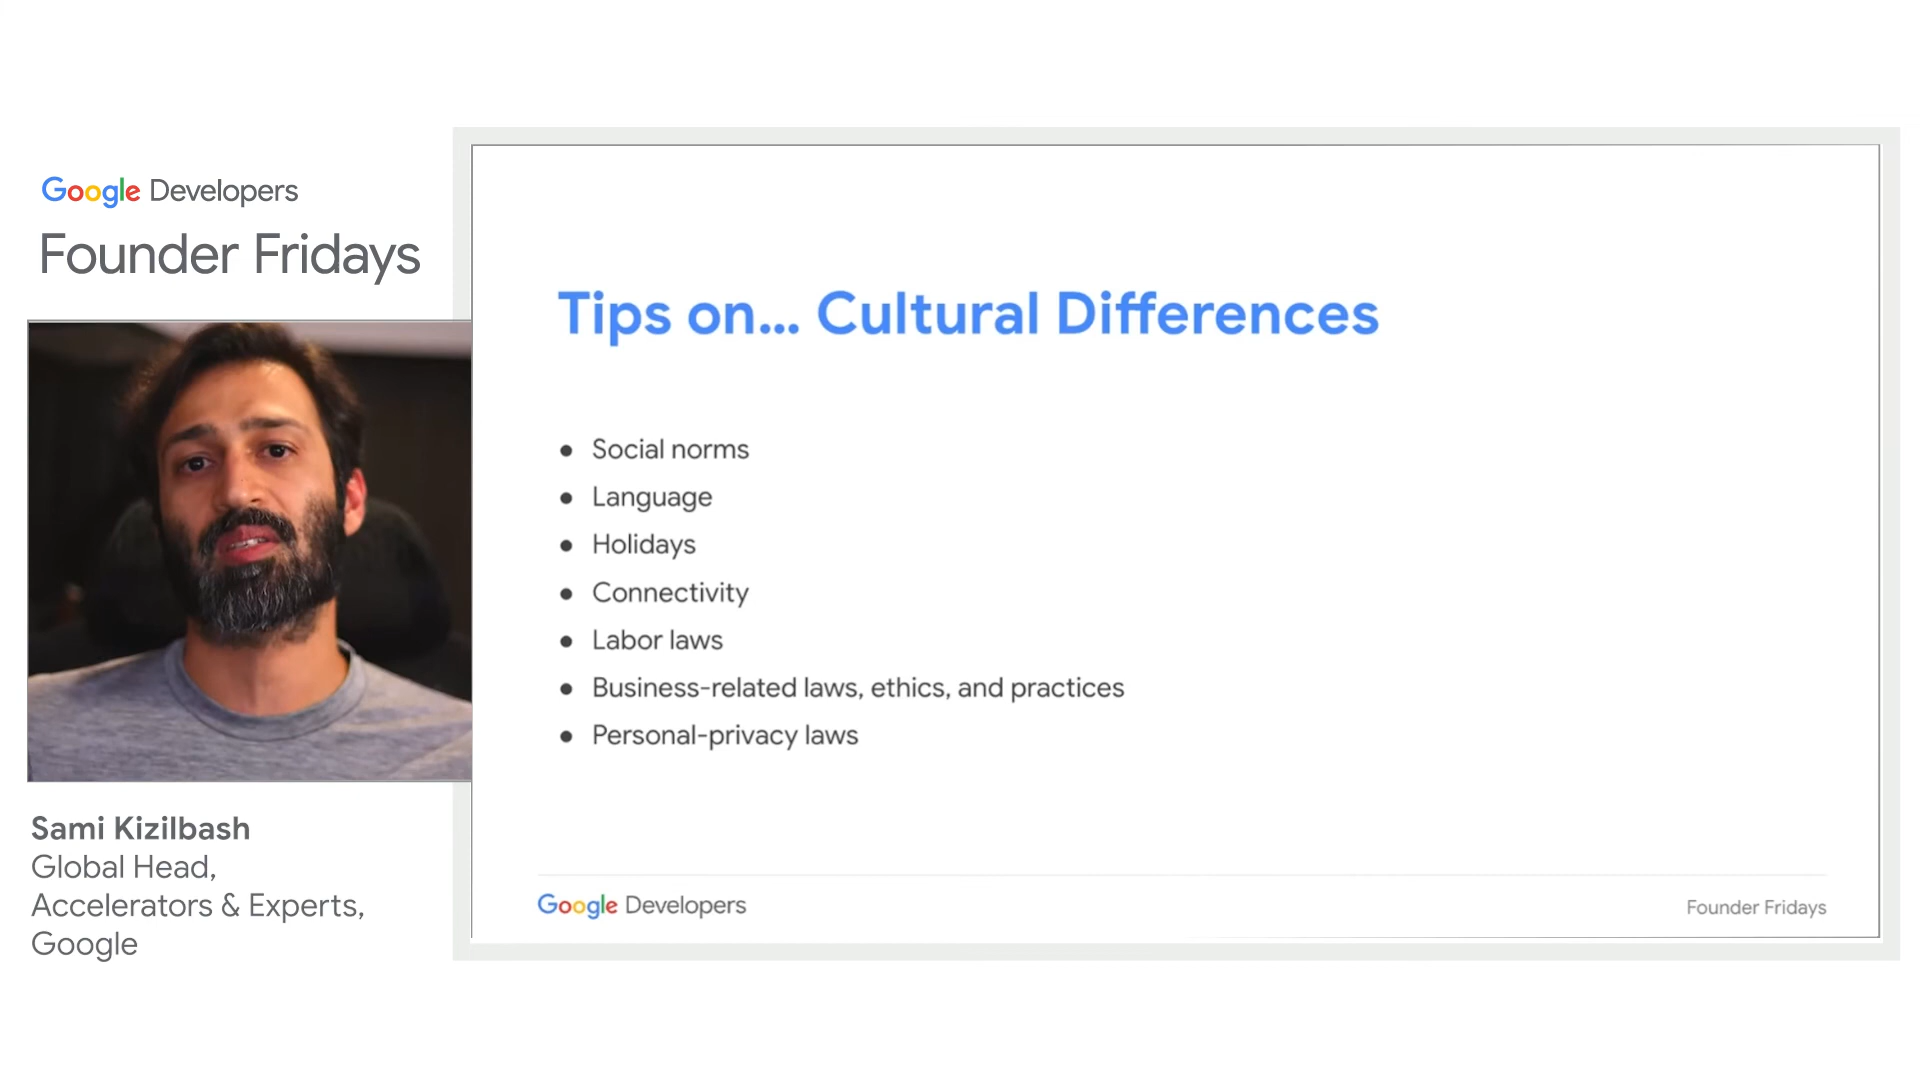 Google Developers
Founder Fridays
Sami Kizilbash
Global Head,
Accelerators & Experts,
Google
Tips on... Cultural Differences
● Social norms
● Language
● Holidays
● Connectivity
● Labor laws
● Business-related laws, ethics, and practices
● Personal-privacy laws
Google Developers
Founder Fridays